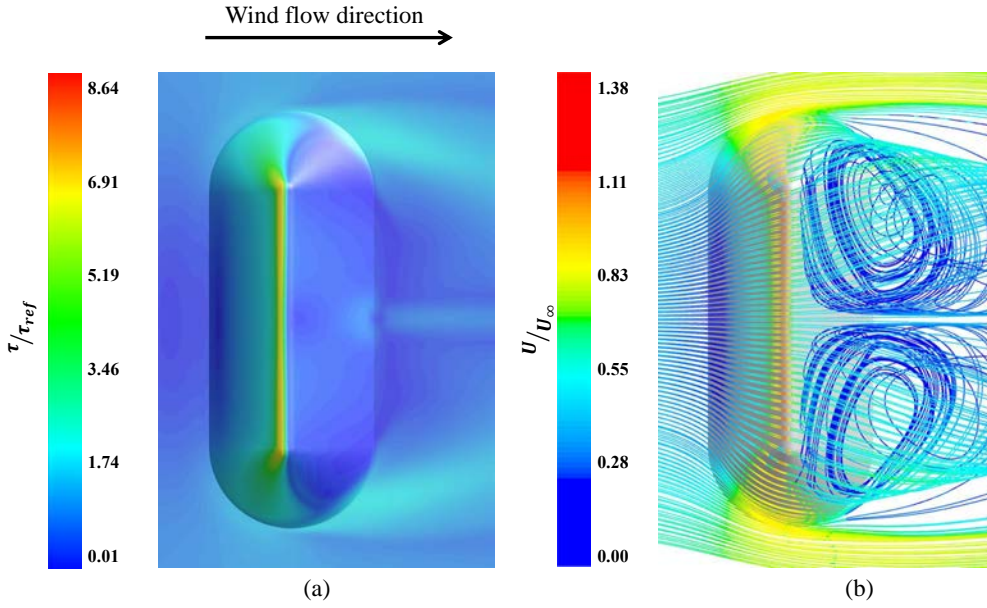 Wind flow direction
8.64
6.91
5.19
3.46
1.74
0.01
τ/τref
(a)
1.38
1.11
0.83
0.55
0.28
0.00
U/U∞
(b)